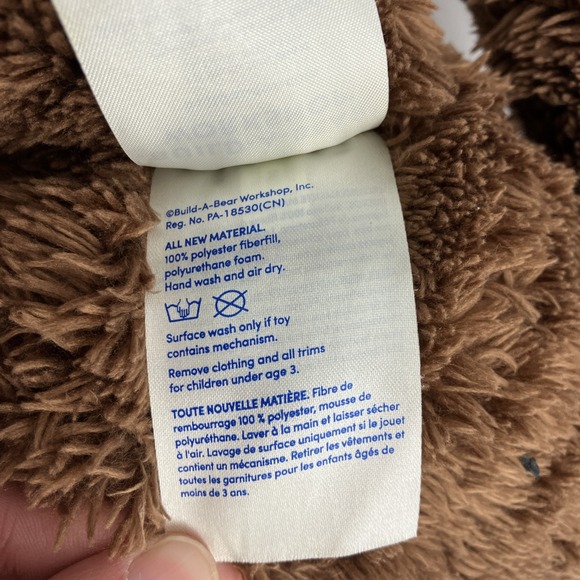 ©Build-A-Bear Workshop, Inc.
Reg. No. PA-18530(CN)
ALL NEW MATERIAL.
100% polyester fiberfill,
polyurethane foam.
Hand wash and air dry.
Surface wash only if toy
contains mechanism.
Remove clothing and all trims
for children under age 3.
TOUTE NOUVELLE MATIÈRE. Fibre de
rembourrage 100 % polyester, mousse de
polyuréthane. Laver à la main et laisser sécher
à l'air. Lavage de surface uniquement si le jouet
contient un mécanisme. Retirer les vêtements et
toutes les garnitures pour les enfants âgés de
moins de 3 ans.